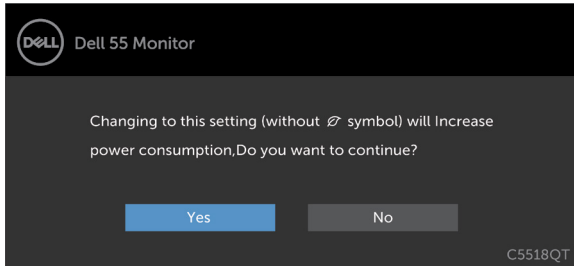 DELL Dell 55 Monitor
Changing to this setting (without symbol) will Increase
power consumption,Do you want to continue?
Yes No
C5518QT